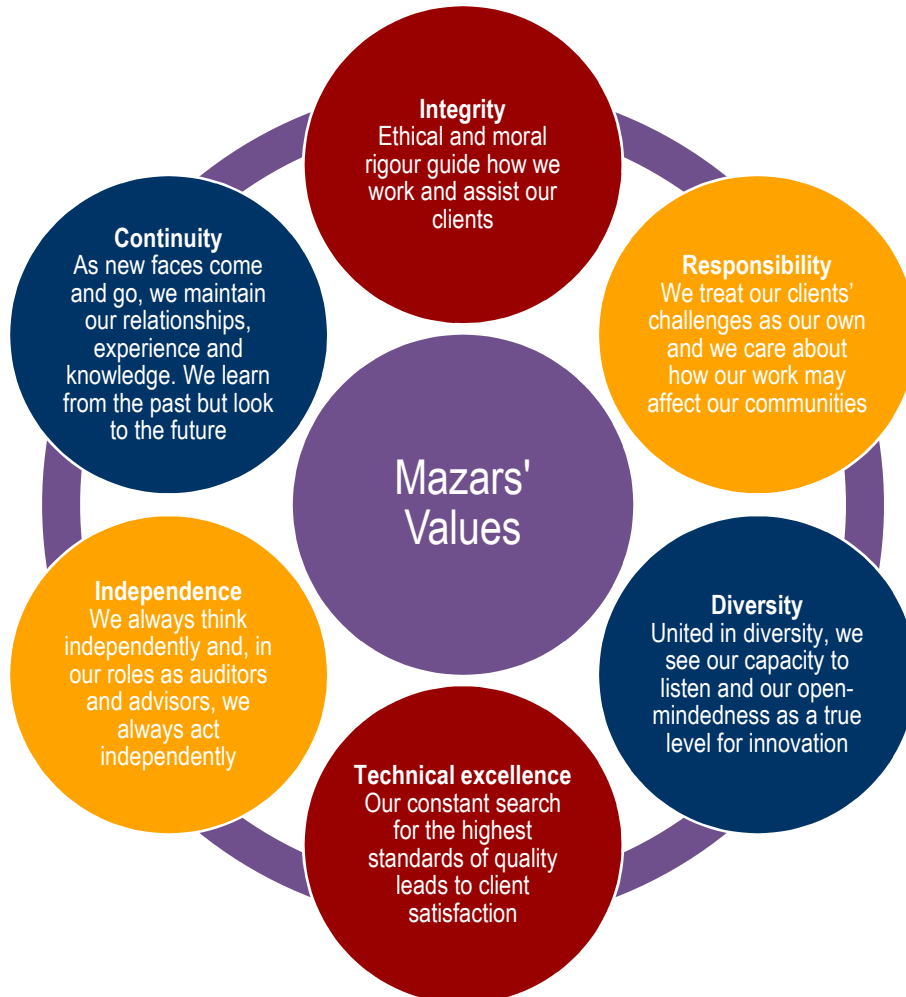 Integrity
Ethical and moral
rigour guide how we
work and assist our
clients
Responsibility
We treat our clients’
challenges as our own
and we care about
how our work may
affect our communities
Diversity
United in diversity, we
see our capacity to
listen and our open-
mindedness as a true
level for innovation
Technical excellence
Our constant search
for the highest
standards of quality
leads to client
satisfaction
Independence
We always think
independently and, in
our roles as auditors
and advisors, we
always act
independently
Continuity
As new faces come
and go, we maintain
our relationships,
experience and
knowledge. We learn
from the past but look
to the future
Mazars'
Values